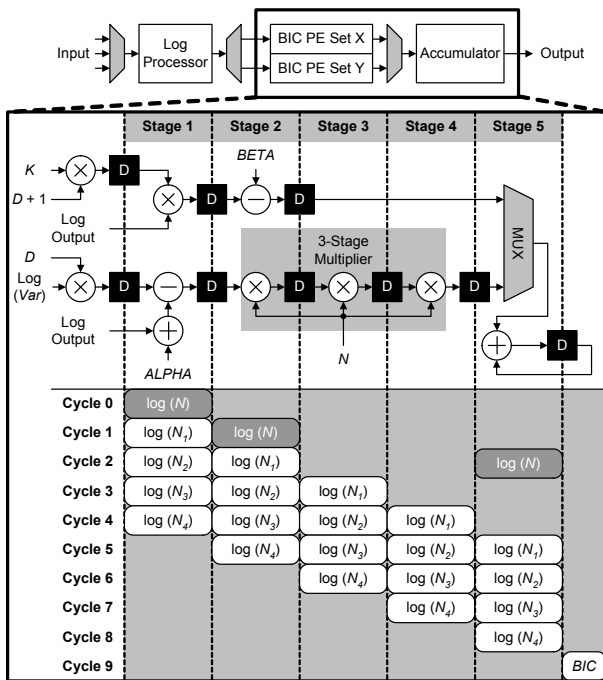 Input
Log Processor
BIC PE Set X
BIC PE Set Y
Accumulator
Output
Stage 1 Stage 2 Stage 3 Stage 4 Stage 5
K
D + 1
Log Output
BETA
D
Log (Var)
Log Output
ALPHA
3-Stage Multiplier
N
MUX
D D D
D D D D D
D
Cycle 0 log (N)
Cycle 1 log (N₁) log (N)
Cycle 2 log (N₂) log (N₁) log (N)
Cycle 3 log (N₃) log (N₂) log (N₁)
Cycle 4 log (N₄) log (N₃) log (N₂) log (N₁)
Cycle 5 log (N₄) log (N₃) log (N₂) log (N₁)
Cycle 6 log (N₄) log (N₃) log (N₂)
Cycle 7 log (N₄) log (N₃)
Cycle 8 log (N₄)
Cycle 9 BIC